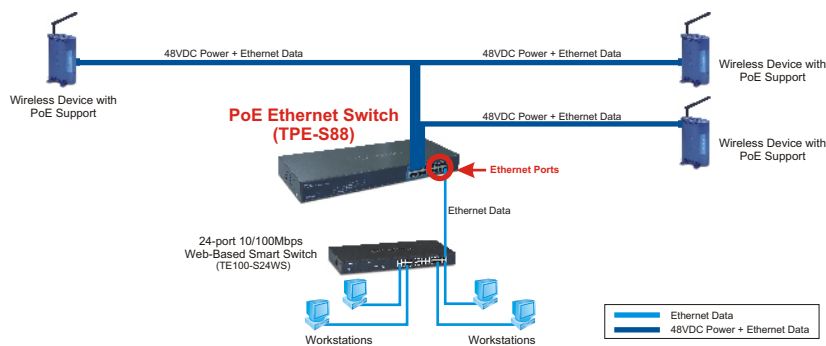 48VDC Power + Ethernet Data
48VDC Power + Ethernet Data
Wireless Device with
PoE Support
Wireless Device with
PoE Support
PoE Ethernet Switch
(TPE-S88)
48VDC Power + Ethernet Data
Wireless Device with
PoE Support
Ethernet Ports
Ethernet Data
24-port 10/100Mbps
Web-Based Smart Switch
(TE100-S24WS)
Workstations
Workstations
Ethernet Data
48VDC Power + Ethernet Data